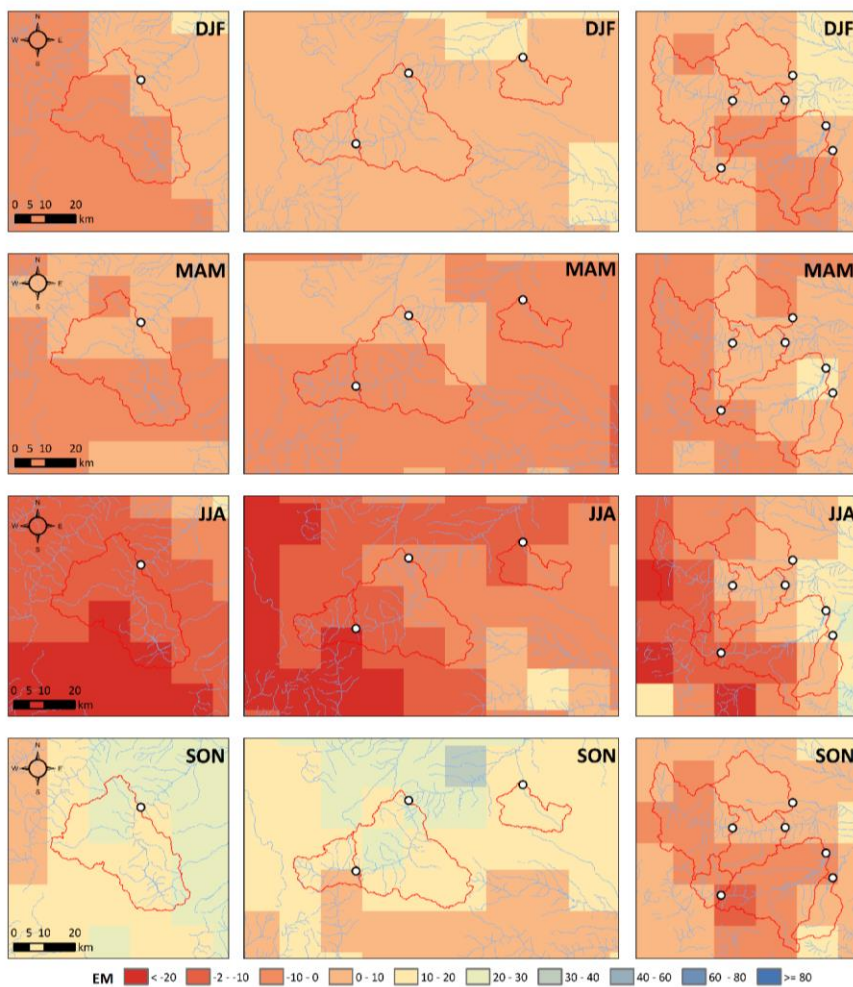 DJF DJF DJF
N
W E
S
0 5 10 20
km
MAM MAM MAM
N
W E
S
0 5 10 20
km
JJA JJA JJA
N
W E
S
0 5 10 20
km
SON SON SON
N
W E
S
0 5 10 20
km
EM < -20 -2 - -10 -10 - 0 0 - 10 10 - 20 20 - 30 30 - 40 40 - 60 60 - 80 >= 80